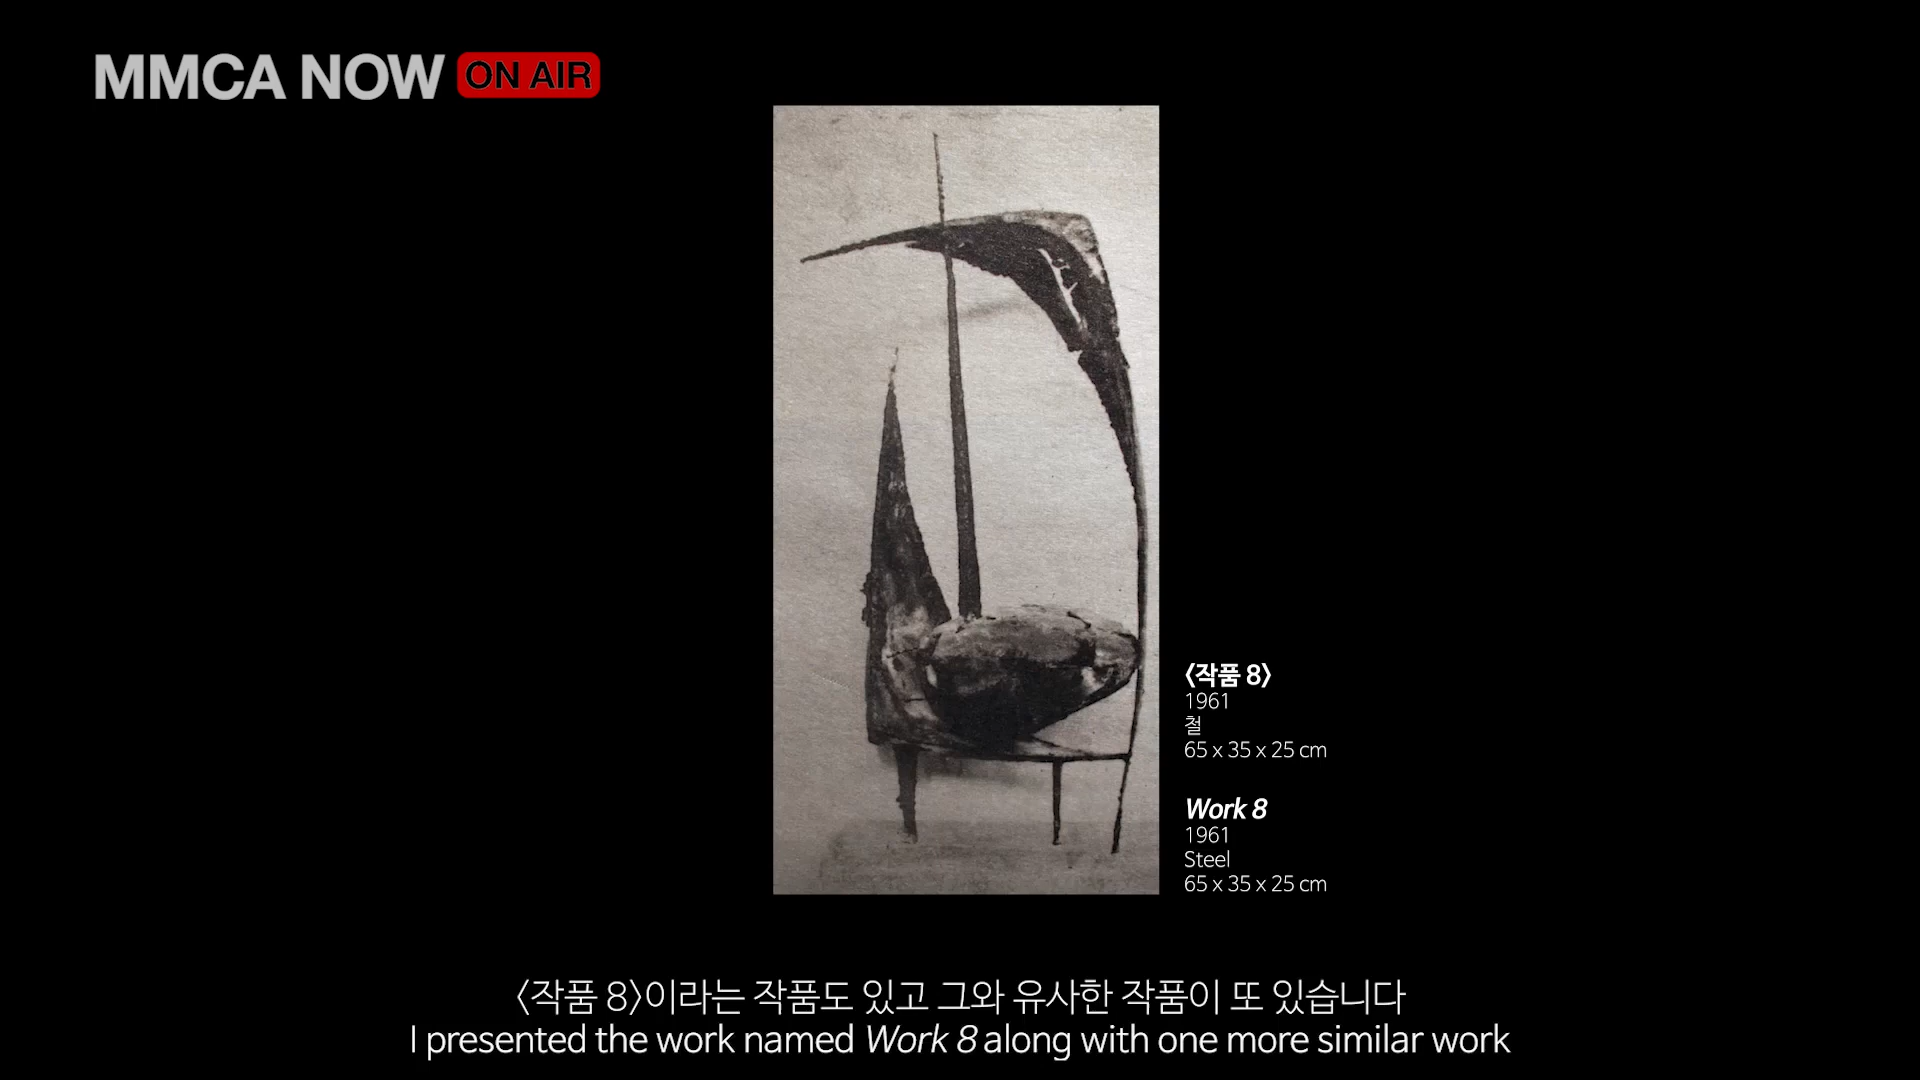 MMCA NOW ON AIR
〈작품 8〉
1961
철
65 x 35 x 25 cm
Work 8
1961
Steel
65 x 35 x 25 cm
〈작품 8〉이라는 작품도 있고 그와 유사한 작품이 또 있습니다
I presented the work named Work 8 along with one more similar work